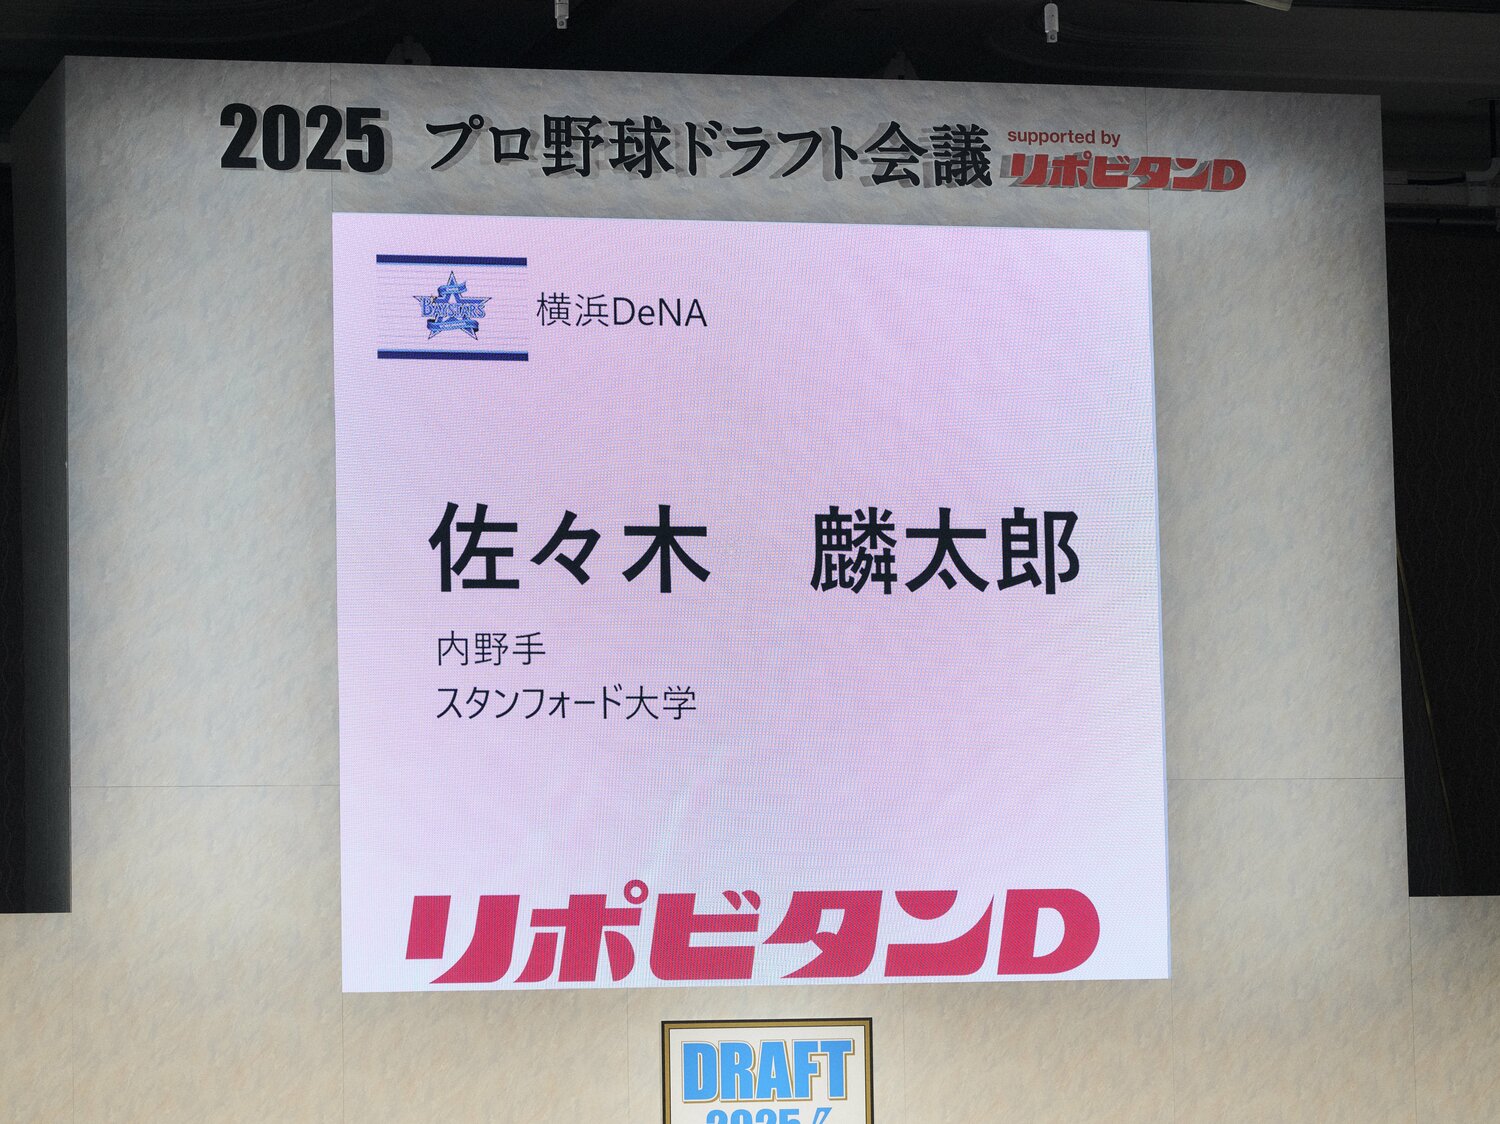 2025 プロ野球ドラフト会議 supported by
リポビタンD
BAYSTARS
横浜DeNA
佐々木 麟太郎
内野手
スタンフォード大学
リポビタンD
DRAFT
2025